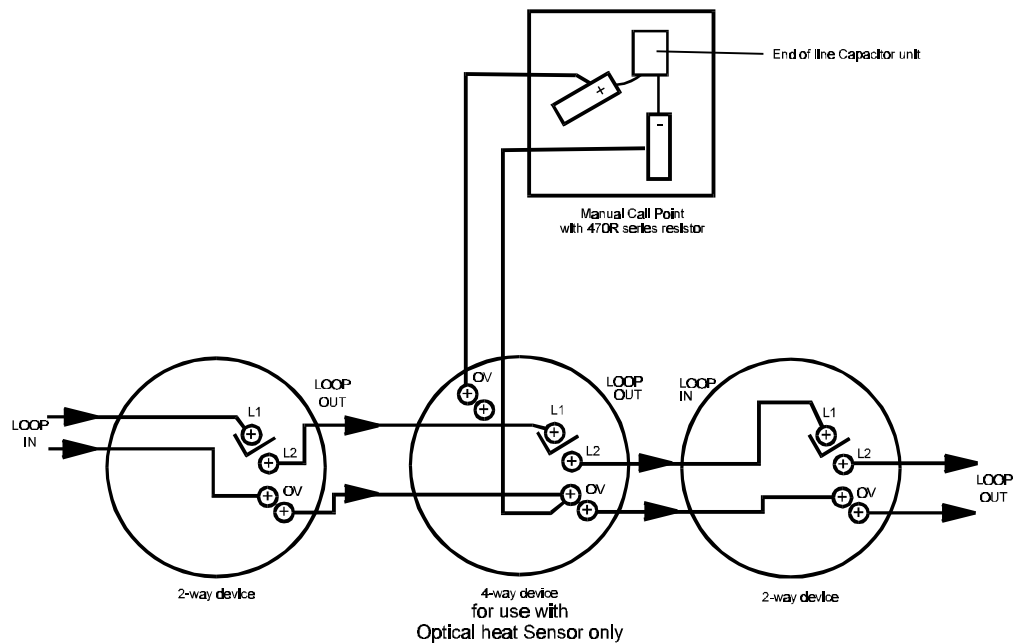 End of line Capacitor unit
+
-
Manual Call Point
with 470R series resistor
LOOP
IN
L1
+
L2
+
OV
+
+
2-way device
LOOP
OUT
OV
+
+
L1
+
L2
+
OV
+
+
4-way device
for use with
Optical heat Sensor only
LOOP
OUT
LOOP
IN
L1
+
L2
+
OV
+
+
2-way device
LOOP
OUT